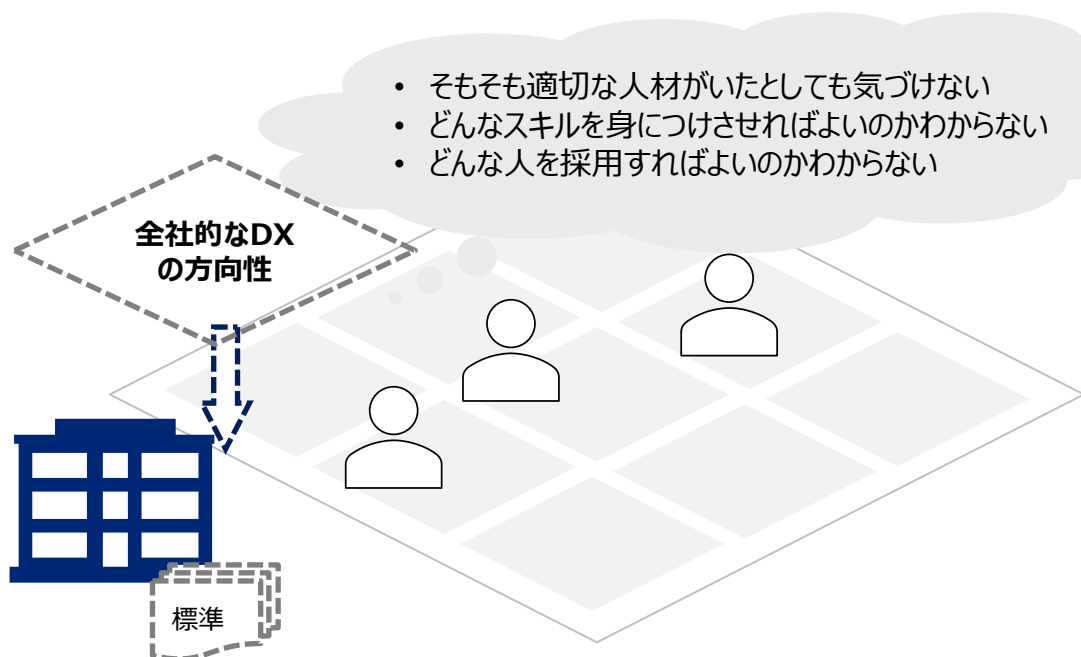 • そもそも適切な人材がいたとしても気づけない
• どんなスキルを身につけさせればよいのかわからない
• どんな人を採用すればよいのかわからない
全社的なDX
の方向性
標準